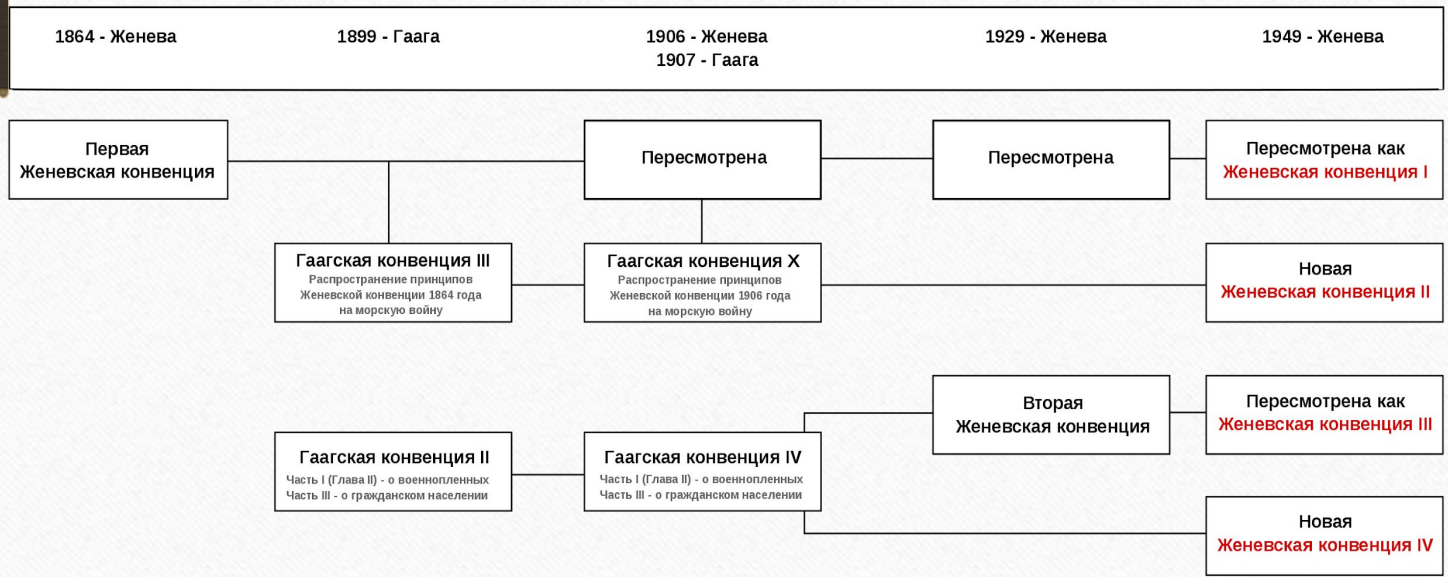 1864 - Женева
1899 - Гаага
1906 - Женева
1907 - Гаага
1929 - Женева
1949 - Женева
Первая
Женевская конвенция
Пересмотрена
Пересмотрена
Пересмотрена как
Женевская конвенция I
Гаагская конвенция III
Распространение принципов
Женевской конвенции 1864 года
на морскую войну
Гаагская конвенция X
Распространение принципов
Женевской конвенции 1906 года
на морскую войну
Новая
Женевская конвенция II
Вторая
Женевская конвенция
Пересмотрена как
Женевская конвенция III
Гаагская конвенция II
Часть I (Глава II) - о военнопленных
Часть III - о гражданском населении
Гаагская конвенция IV
Часть I (Глава II) - о военнопленных
Часть III - о гражданском населении
Новая
Женевская конвенция IV